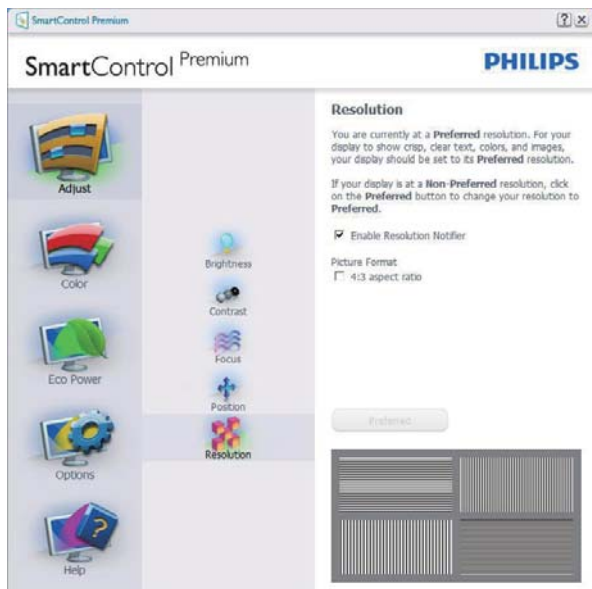 SmartControl Premium
? x
SmartControl Premium
PHILIPS
Adjust
Color
Eco Power
Options
Help
Brightness
Contrast
Focus
Position
Resolution
Resolution
You are currently at a Preferred resolution. For your
display to show crisp, clear text, colors, and images,
your display should be set to its Preferred resolution.
If your display is at a Non-Preferred resolution, click
on the Preferred button to change your resolution to
Preferred.
Enable Resolution Notifier
Picture Format
4:3 aspect ratio
Preferred
?